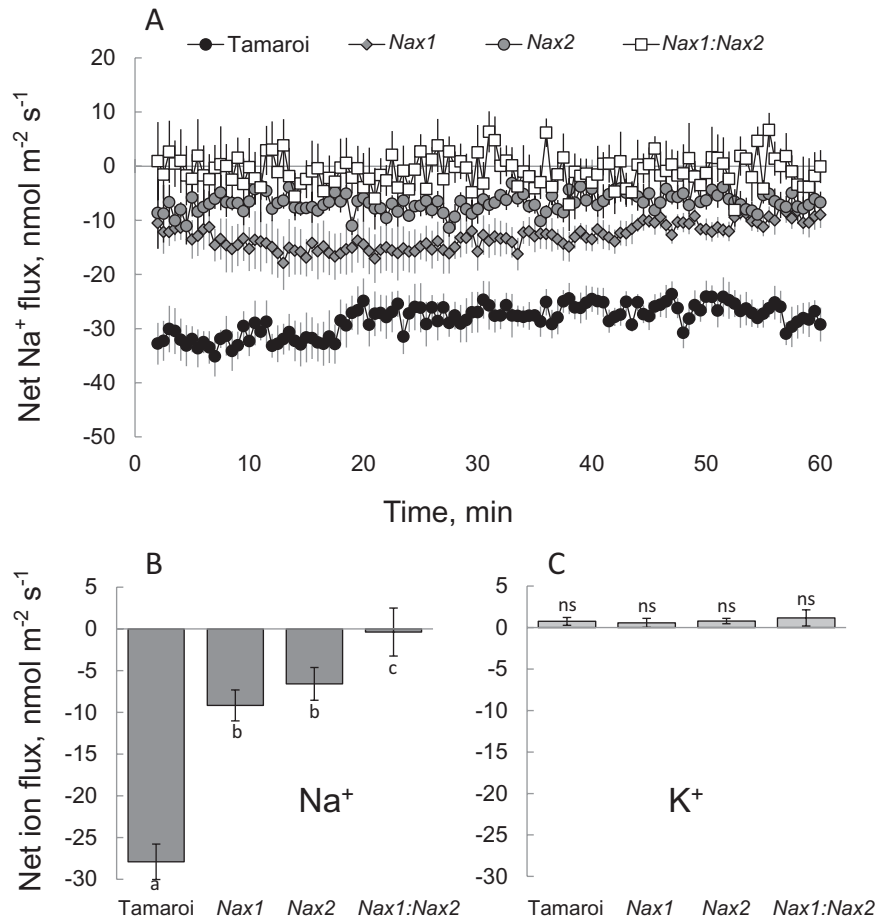 A
Tamaroi Nax1 Nax2 Nax1:Nax2
20
10
0
-10
-20
-30
-40
-50
Net Na⁺ flux, nmol m⁻² s⁻¹
0 10 20 30 40 50 60
Time, min
B
5
0
-5
-10
-15
-20
-25
-30
Net ion flux, nmol m⁻² s⁻¹
a b b c
Na⁺
Tamaroi Nax1 Nax2 Nax1:Nax2
C
5
0
-5
-10
-15
-20
-25
-30
ns ns ns ns
K⁺
Tamaroi Nax1 Nax2 Nax1:Nax2